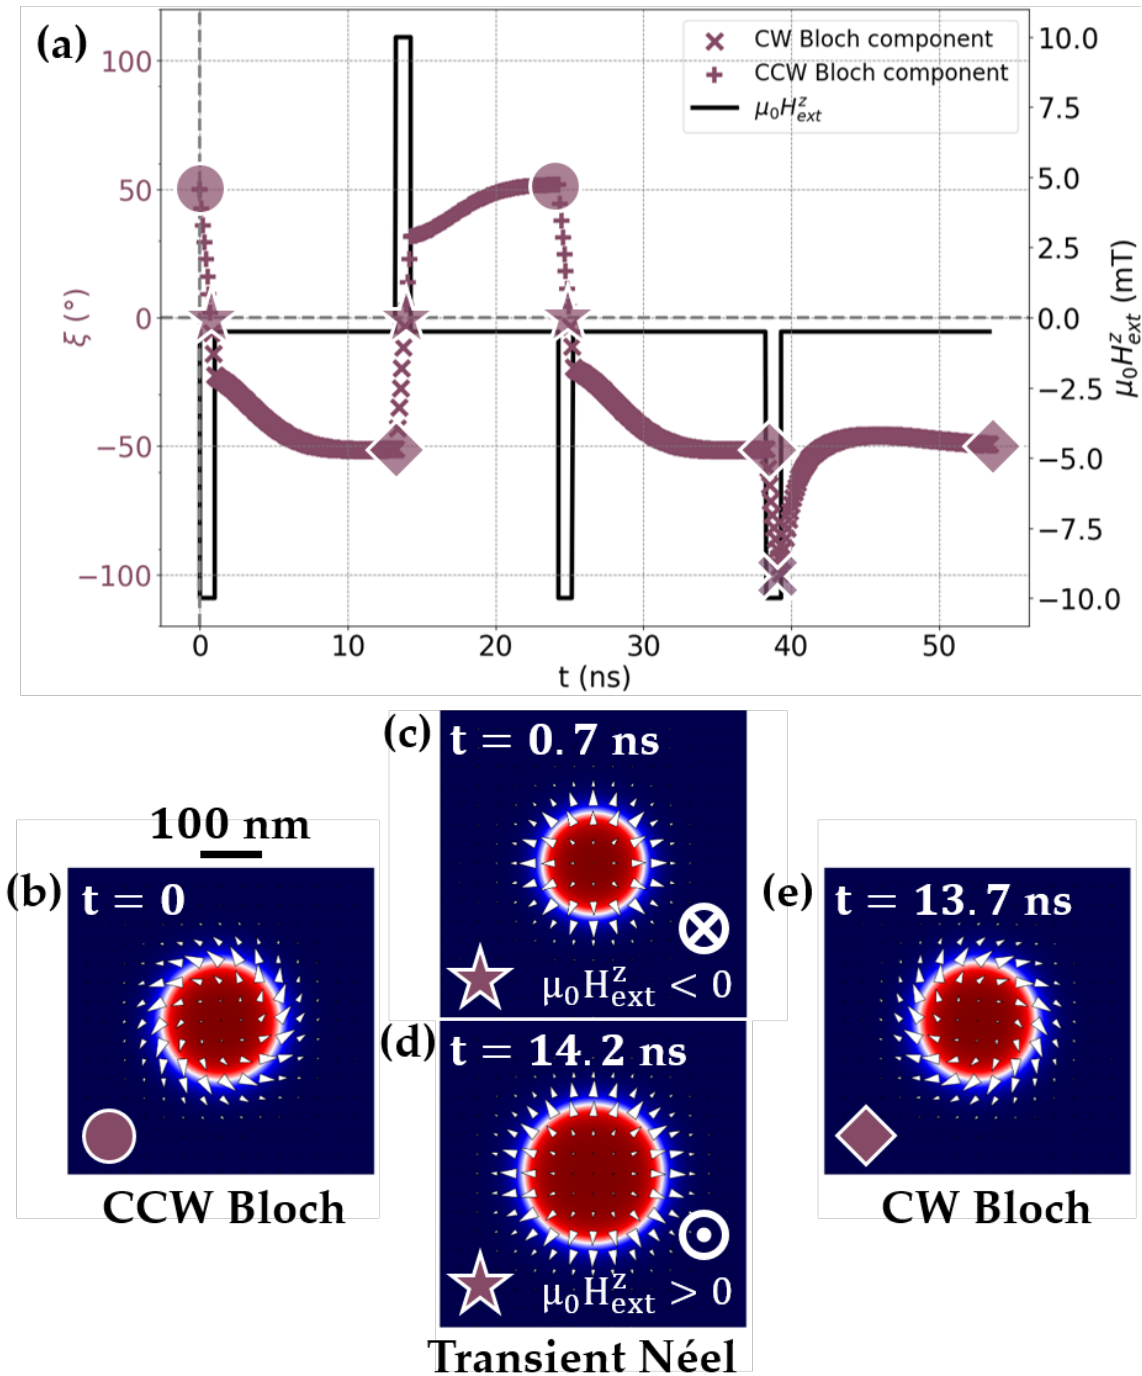 (a)
CW Bloch component
CCW Bloch component
μ₀Hᶻₑₓₜ
100
50
0
−50
−100
ξ (°)
10.0
7.5
5.0
2.5
0.0
−2.5
−5.0
−7.5
−10.0
μ₀Hᶻₑₓₜ (mT)
0 10 20 30 40 50
t (ns)
(b)
100 nm
t = 0
CCW Bloch
(c)
t = 0.7 ns
μ₀Hᶻₑₓₜ < 0
(d)
t = 14.2 ns
μ₀Hᶻₑₓₜ > 0
Transient Néel
(e)
t = 13.7 ns
CW Bloch